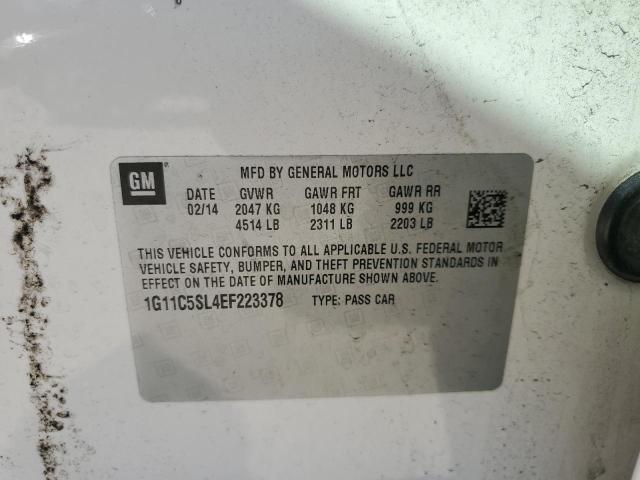 GM
MFD BY GENERAL MOTORS LLC
DATE GVWR GAWR FRT GAWR RR
02/14 2047 KG 1048 KG 999 KG
4514 LB 2311 LB 2203 LB
THIS VEHICLE CONFORMS TO ALL APPLICABLE U.S. FEDERAL MOTOR
VEHICLE SAFETY, BUMPER, AND THEFT PREVENTION STANDARDS IN
EFFECT ON THE DATE OF MANUFACTURE SHOWN ABOVE.
1G11C5SL4EF223378 TYPE: PASS CAR